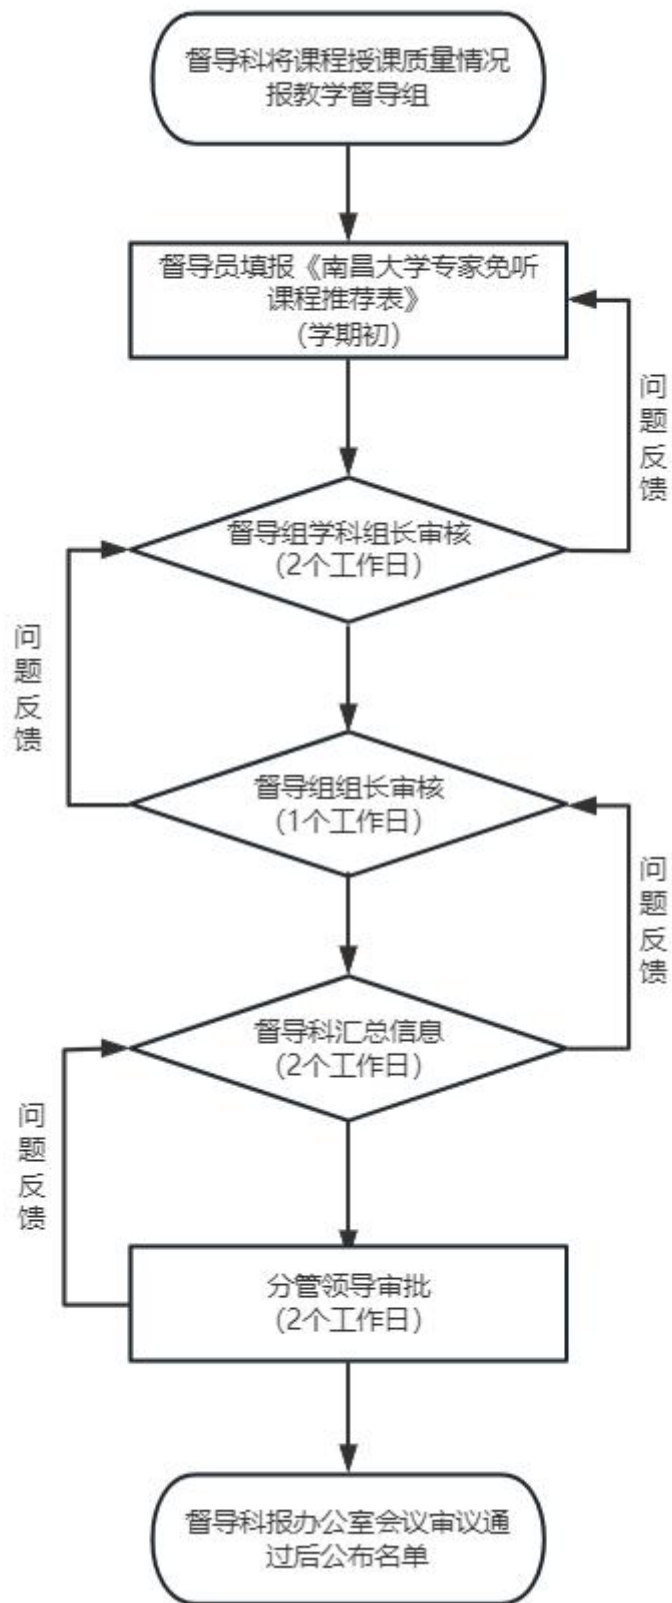 督导科将课程授课质量情况
报教学督导组
督导员填报《南昌大学专家免听
课程推荐表》
（学期初）
问题反馈
督导组学科组长审核
（2个工作日）
问题反馈
督导组组长审核
（1个工作日）
问题反馈
督导科汇总信息
（2个工作日）
问题反馈
分管领导审批
（2个工作日）
督导科报办公室会议审议通
过后公布名单